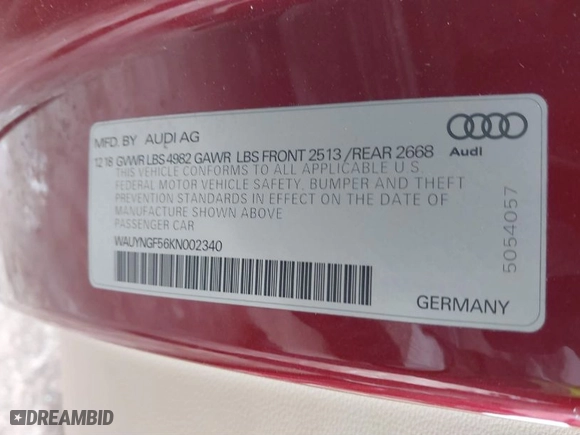 MFD. BY AUDI AG
12 18 GVWR LBS 4982 GAWR LBS FRONT 2513 / REAR 2668
THIS VEHICLE CONFORMS TO ALL APPLICABLE U S
FEDERAL MOTOR VEHICLE SAFETY, BUMPER AND THEFT
PREVENTION STANDARDS IN EFFECT ON THE DATE OF
MANUFACTURE SHOWN ABOVE
PASSENGER CAR
WAUYNGF56KN002340
Audi
5054057
GERMANY
DREAMBID